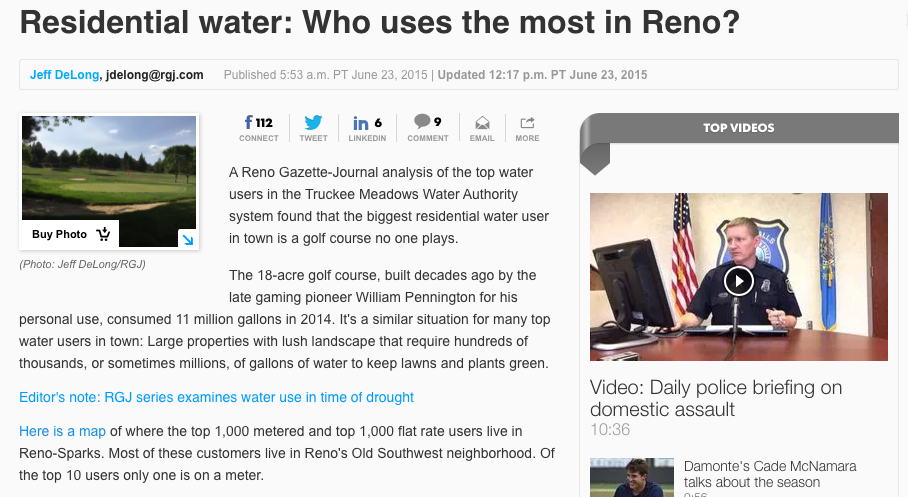 Residential water: Who uses the most in Reno?
Jeff DeLong, jdelong@rgj.com Published 5:53 a.m. PT June 23, 2015 | Updated 12:17 p.m. PT June 23, 2015
Buy Photo
(Photo: Jeff DeLong/RGJ)
112
CONNECT
TWEET
6
LINKEDIN
9
COMMENT
EMAIL
MORE
A Reno Gazette-Journal analysis of the top water
users in the Truckee Meadows Water Authority
system found that the biggest residential water user
in town is a golf course no one plays.
The 18-acre golf course, built decades ago by the
late gaming pioneer William Pennington for his
personal use, consumed 11 million gallons in 2014. It's a similar situation for many top
water users in town: Large properties with lush landscape that require hundreds of
thousands, or sometimes millions, of gallons of water to keep lawns and plants green.
Editor's note: RGJ series examines water use in time of drought
Here is a map of where the top 1,000 metered and top 1,000 flat rate users live in
Reno-Sparks. Most of these customers live in Reno's Old Southwest neighborhood. Of
the top 10 users only one is on a meter.
TOP VIDEOS
Video: Daily police briefing on
domestic assault
10:36
Damonte's Cade McNamara
talks about the season